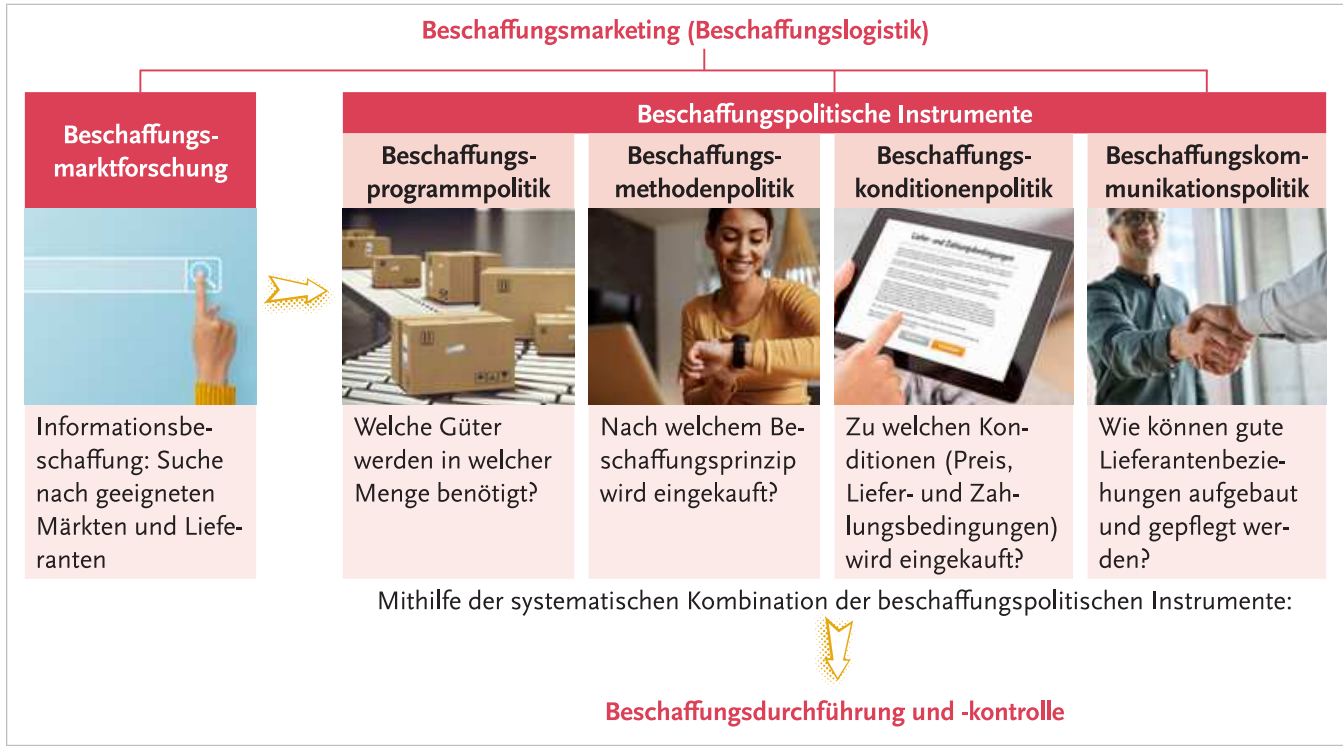 Beschaffungsmarketing (Beschaffungslogistik)
Beschaffungs-
marktforschung
Beschaffungspolitische Instrumente
Beschaffungs-
programmpolitik
Beschaffungs-
methodenpolitik
Beschaffungs-
konditionenpolitik
Beschaffungskom-
munikationspolitik
Liefer- und Zahlungsbedingungen
Informationsbe-
schaffung: Suche
nach geeigneten
Märkten und Liefe-
ranten
Welche Güter
werden in welcher
Menge benötigt?
Nach welchem Be-
schaffungsprinzip
wird eingekauft?
Zu welchen Kon-
ditionen (Preis,
Liefer- und Zah-
lungsbedingungen)
wird eingekauft?
Wie können gute
Lieferantenbezie-
hungen aufgebaut
und gepflegt wer-
den?
Mithilfe der systematischen Kombination der beschaffungspolitischen Instrumente:
Beschaffungsdurchführung und -kontrolle